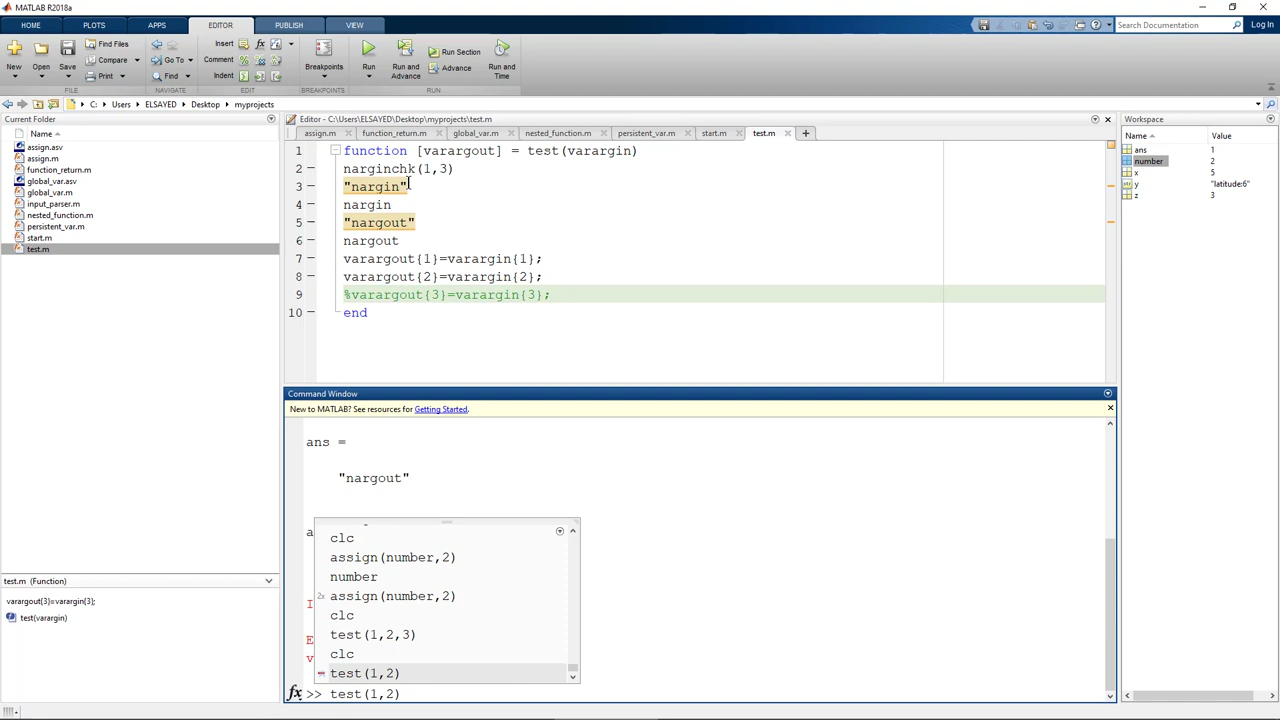 MATLAB R2018a
HOME PLOTS APPS EDITOR PUBLISH VIEW
Search Documentation Log In
New Open Save Find Files Compare Print
Insert Comment Indent fx
Go To Find
Breakpoints Run Run and Advance Run Section Advance Run and Time
FILE NAVIGATE EDIT BREAKPOINTS RUN
C: Users ELSAYED Desktop myprojects
Current Folder
Name
assign.asv
assign.m
function_return.m
global_var.asv
global_var.m
input_parser.m
nested_function.m
persistent_var.m
start.m
test.m
test.m (Function)
varargout{3}=varargin{3};
test(varargin)
Editor - C:\Users\ELSAYED\Desktop\myprojects\test.m
assign.m function_return.m global_var.m nested_function.m persistent_var.m start.m test.m +
1 function [varargout] = test(varargin)
2 narginchk(1,3)
3 "nargin"
4 nargin
5 "nargout"
6 nargout
7 varargout{1}=varargin{1};
8 varargout{2}=varargin{2};
9 %varargout{3}=varargin{3};
10 end
Command Window
New to MATLAB? See resources for Getting Started.
ans =
"nargout"
a
I
E
v
clc
assign(number,2)
number
2x assign(number,2)
clc
test(1,2,3)
clc
test(1,2)
fx >> test(1,2)
Workspace
Name Value
ans 1
number 2
x 5
y "latitude:6"
z 3